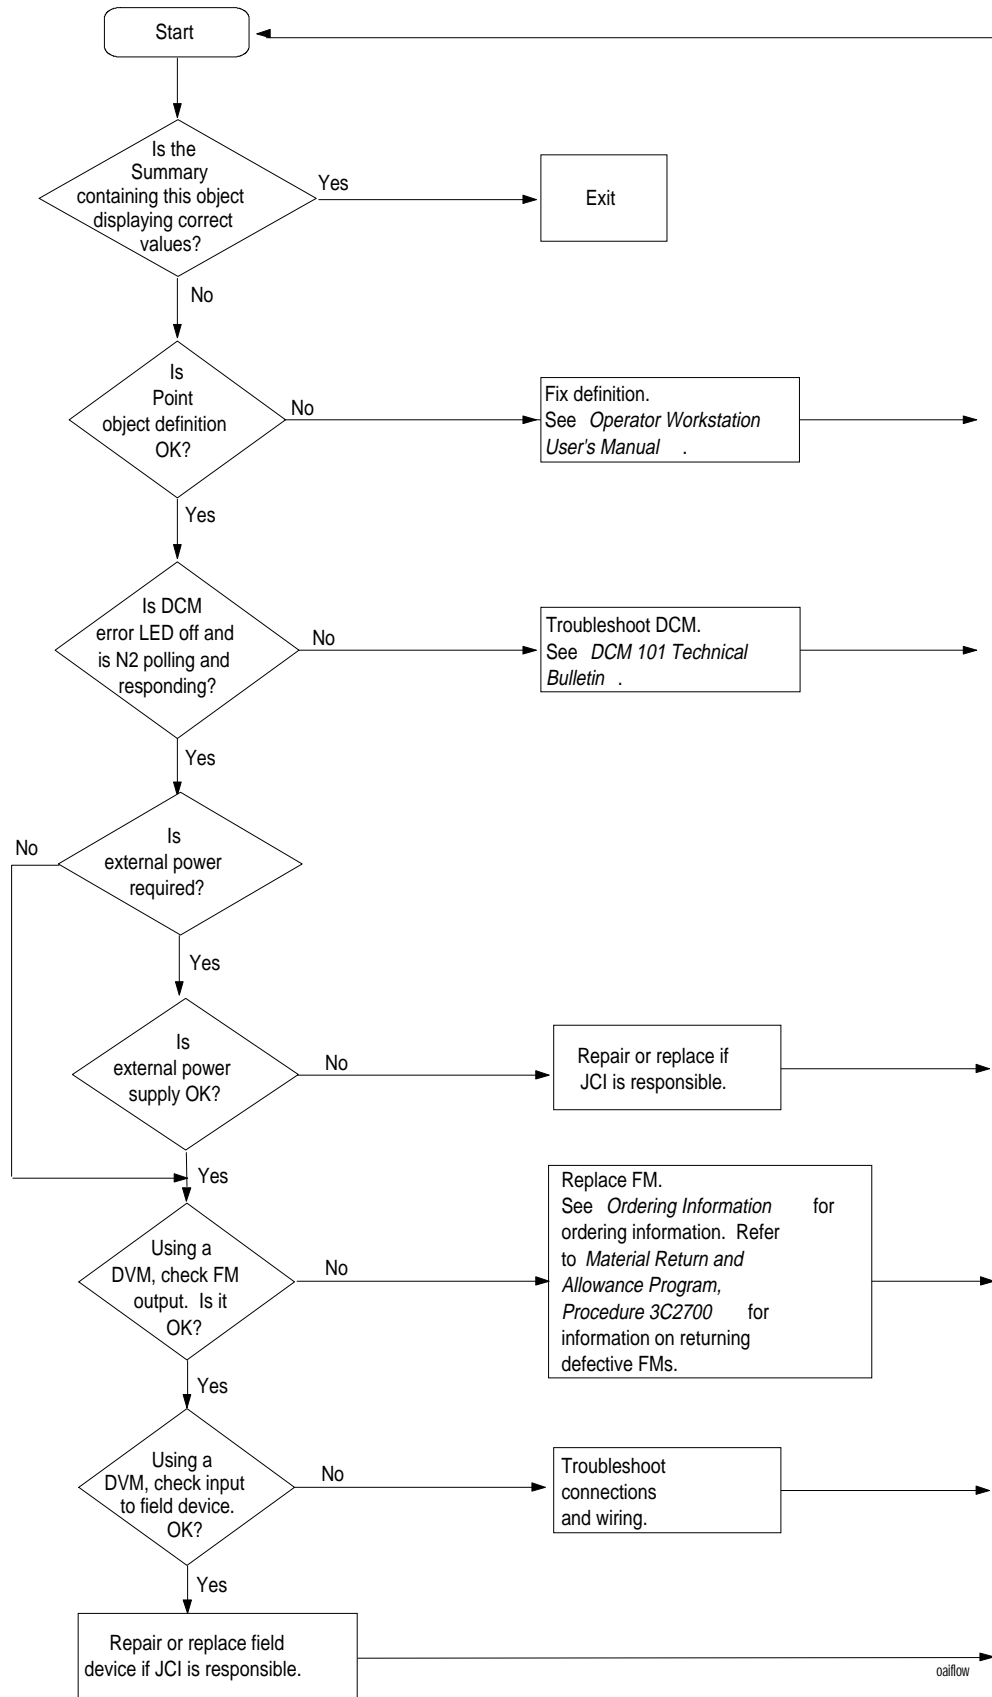 Start
Is the
Summary
containing this object
displaying correct
values?
Yes
Exit
No
Is
Point
object definition
OK?
No
Fix definition.
See Operator Workstation
User's Manual .
Yes
Is DCM
error LED off and
is N2 polling and
responding?
No
Troubleshoot DCM.
See DCM 101 Technical
Bulletin .
Yes
Is
external power
required?
No
Yes
Is
external power
supply OK?
No
Repair or replace if
JCI is responsible.
Yes
Using a
DVM, check FM
output. Is it
OK?
No
Replace FM.
See Ordering Information for
ordering information. Refer
to Material Return and
Allowance Program,
Procedure 3C2700 for
information on returning
defective FMs.
Yes
Using a
DVM, check input
to field device.
OK?
No
Troubleshoot
connections
and wiring.
Yes
Repair or replace field
device if JCI is responsible.
oaiflow